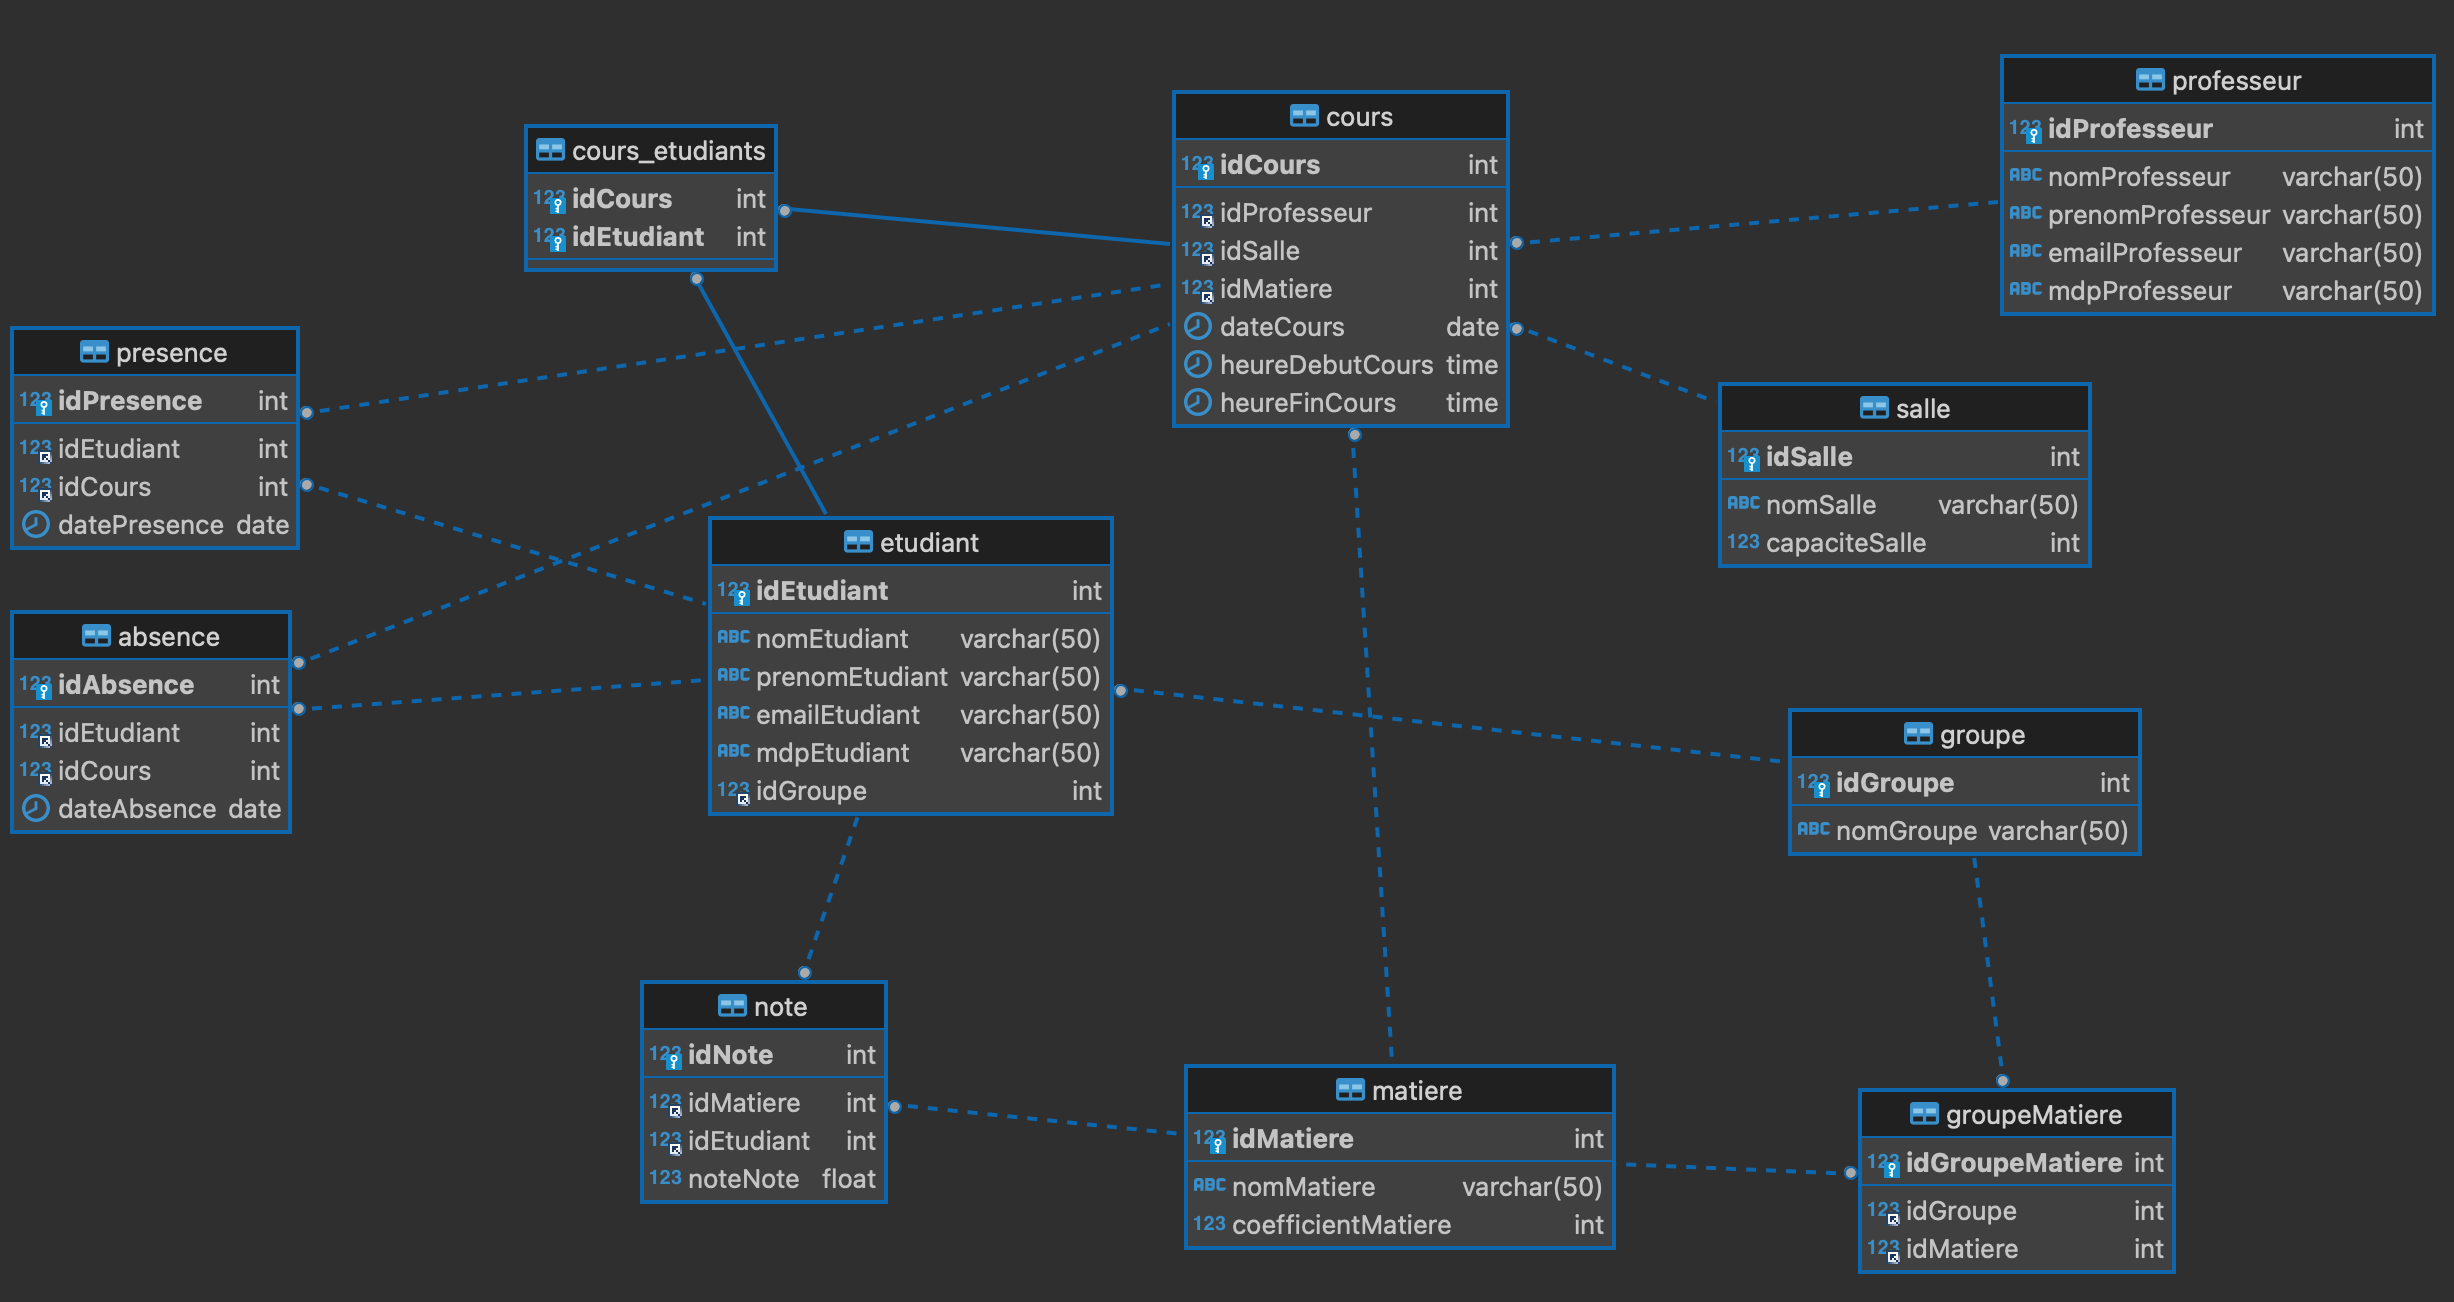 cours_etudiants
123 idCours int
123 idEtudiant int
cours
123 idCours int
123 idProfesseur int
123 idSalle int
123 idMatiere int
dateCours date
heureDebutCours time
heureFinCours time
professeur
123 idProfesseur int
ABC nomProfesseur varchar(50)
ABC prenomProfesseur varchar(50)
ABC emailProfesseur varchar(50)
ABC mdpProfesseur varchar(50)
presence
123 idPresence int
123 idEtudiant int
123 idCours int
datePresence date
salle
123 idSalle int
ABC nomSalle varchar(50)
123 capaciteSalle int
etudiant
123 idEtudiant int
ABC nomEtudiant varchar(50)
ABC prenomEtudiant varchar(50)
ABC emailEtudiant varchar(50)
ABC mdpEtudiant varchar(50)
123 idGroupe int
absence
123 idAbsence int
123 idEtudiant int
123 idCours int
dateAbsence date
groupe
123 idGroupe int
ABC nomGroupe varchar(50)
note
123 idNote int
123 idMatiere int
123 idEtudiant int
123 noteNote float
matiere
123 idMatiere int
ABC nomMatiere varchar(50)
123 coefficientMatiere int
groupeMatiere
123 idGroupeMatiere int
123 idGroupe int
123 idMatiere int